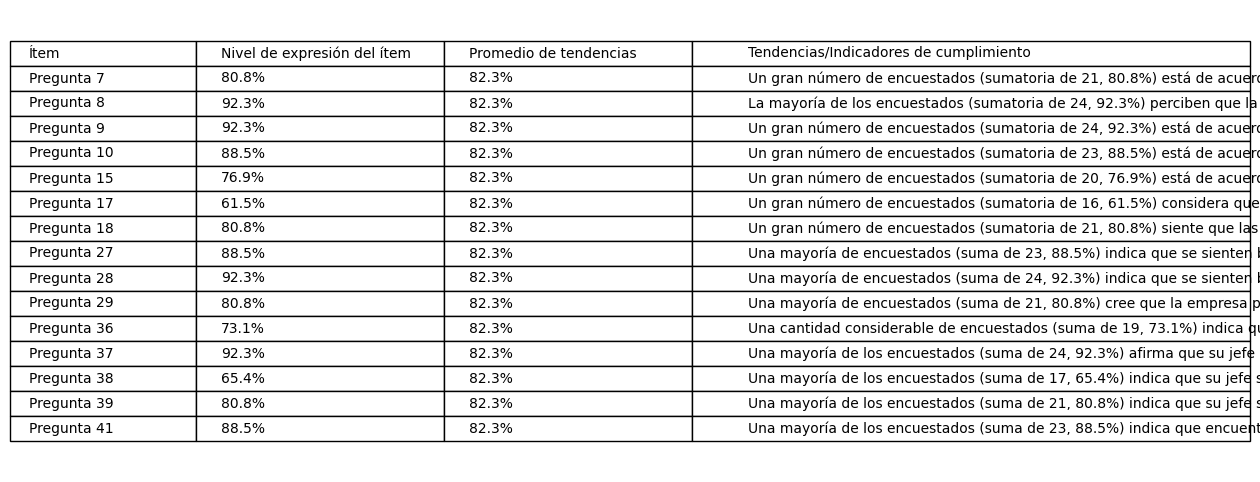 Ítem Nivel de expresión del ítem Promedio de tendencias Tendencias/Indicadores de cumplimiento
Pregunta 7 80.8% 82.3% Un gran número de encuestados (sumatoria de 21, 80.8%) está de
Pregunta 8 92.3% 82.3% La mayoría de los encuestados (sumatoria de 24, 92.3%) perciben que la
Pregunta 9 92.3% 82.3% Un gran número de encuestados (sumatoria de 24, 92.3%) está de
Pregunta 10 88.5% 82.3% Un gran número de encuestados (sumatoria de 23, 88.5%) está de
Pregunta 15 76.9% 82.3% Un gran número de encuestados (sumatoria de 20, 76.9%) está de
Pregunta 17 61.5% 82.3% Un gran número de encuestados (sumatoria de 16, 61.5%) considera que
Pregunta 18 80.8% 82.3% Un gran número de encuestados (sumatoria de 21, 80.8%) siente que las
Pregunta 27 88.5% 82.3% Una mayoría de encuestados (suma de 23, 88.5%) indica que se sienten
Pregunta 28 92.3% 82.3% Una mayoría de encuestados (suma de 24, 92.3%) indica que se sienten
Pregunta 29 80.8% 82.3% Una mayoría de encuestados (suma de 21, 80.8%) cree que la empresa
Pregunta 36 73.1% 82.3% Una cantidad considerable de encuestados (suma de 19, 73.1%) indica
Pregunta 37 92.3% 82.3% Una mayoría de los encuestados (suma de 24, 92.3%) afirma que su jefe
Pregunta 38 65.4% 82.3% Una mayoría de los encuestados (suma de 17, 65.4%) indica que su jefe
Pregunta 39 80.8% 82.3% Una mayoría de los encuestados (suma de 21, 80.8%) indica que su jefe
Pregunta 41 88.5% 82.3% Una mayoría de los encuestados (suma de 23, 88.5%) indica que